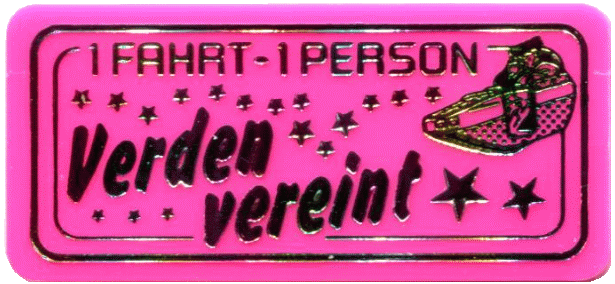 1 FAHRT - 1 PERSON
Verden
vereint